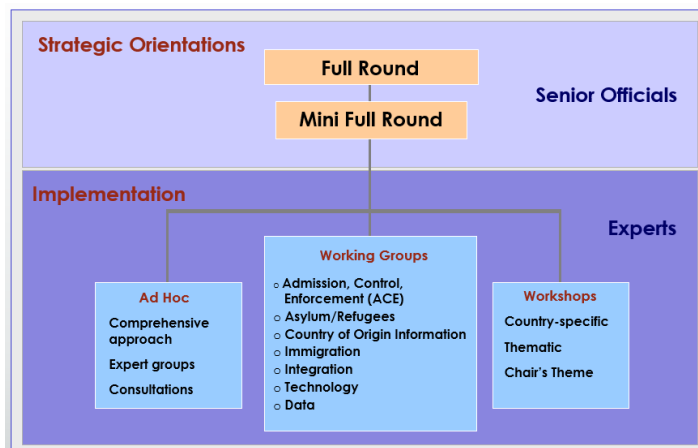 Strategic Orientations
Full Round
Senior Officials
Mini Full Round
Implementation
Experts
Ad Hoc
Comprehensive
approach
Expert groups
Consultations
Working Groups
o Admission, Control,
Enforcement (ACE)
o Asylum/Refugees
o Country of Origin Information
o Immigration
o Integration
o Technology
o Data
Workshops
Country-specific
Thematic
Chair's Theme